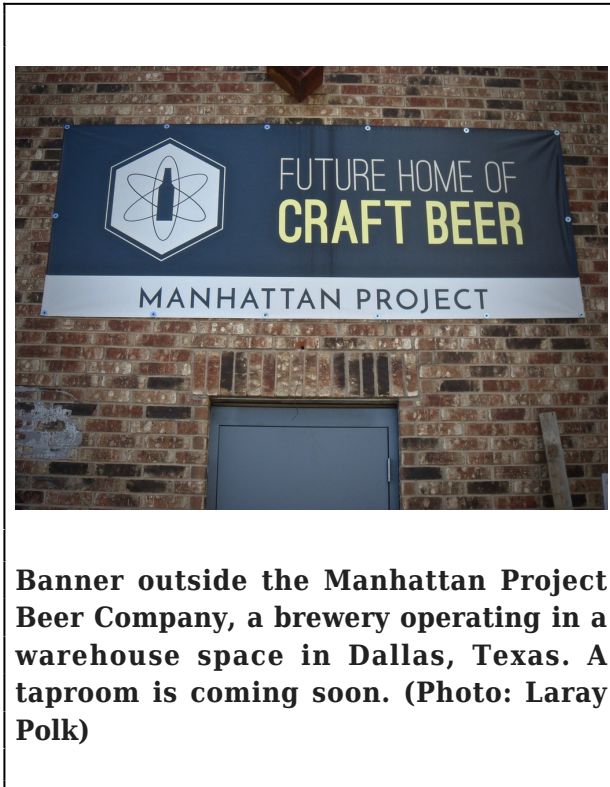 FUTURE HOME OF
CRAFT BEER
MANHATTAN PROJECT
Banner outside the Manhattan Project
Beer Company, a brewery operating in a
warehouse space in Dallas, Texas. A
taproom is coming soon. (Photo: Laray
Polk)